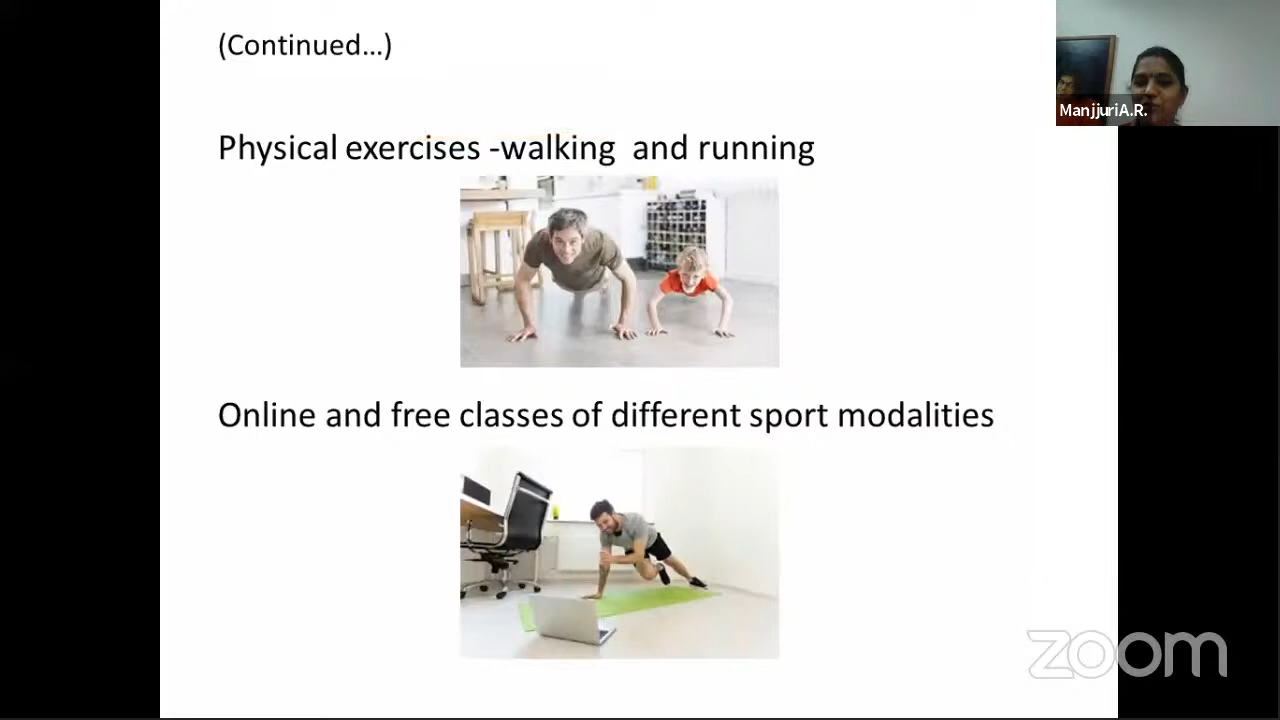 (Continued...)
ManjjuriA.R.
Physical exercises -walking  and running
Online and free classes of different sport modalities
zoom